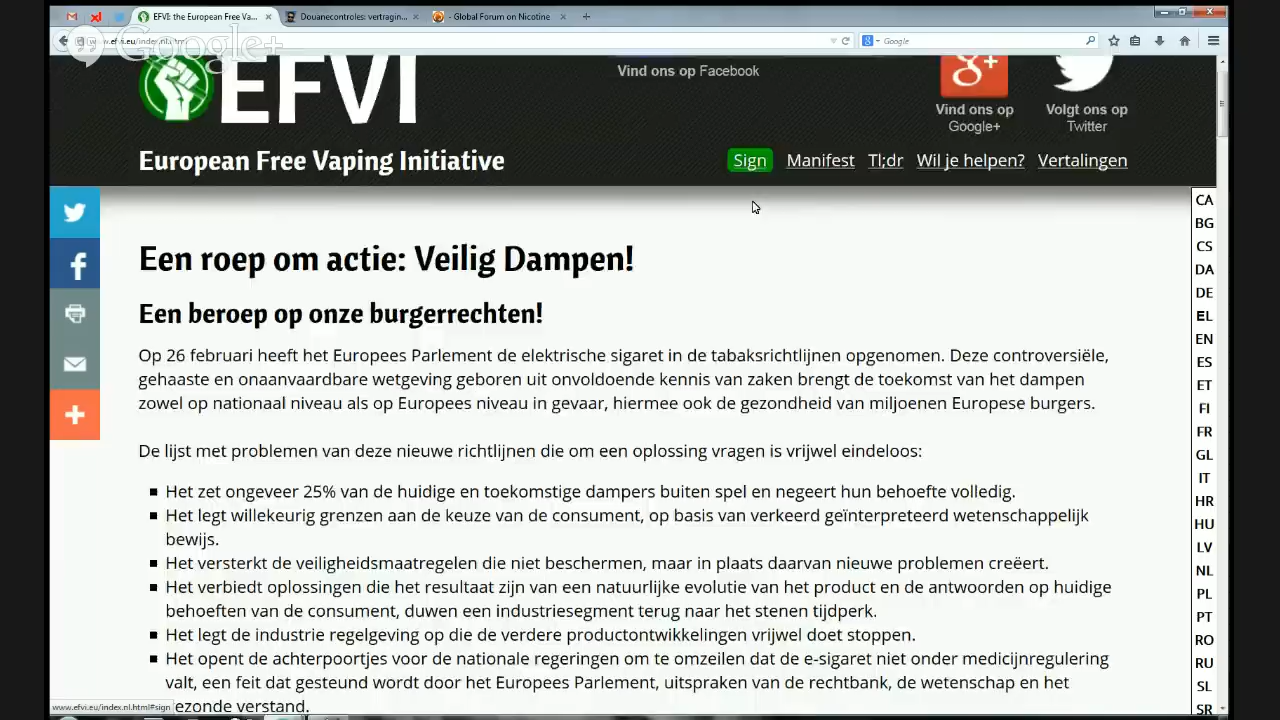 EFVI: the European Free Va...
Douanecontroles: vertragin...
- Global Forum on Nicotine
Google+
www.efvi.eu/index.nl.html
Google
EFVI
Vind ons op Facebook
g+
Vind ons op
Google+
Volgt ons op
Twitter
European Free Vaping Initiative
Sign
Manifest
Tl;dr
Wil je helpen?
Vertalingen
Een roep om actie: Veilig Dampen!
Een beroep op onze burgerrechten!
Op 26 februari heeft het Europees Parlement de elektrische sigaret in de tabaksrichtlijnen opgenomen. Deze controversiële,
gehaaste en onaanvaardbare wetgeving geboren uit onvoldoende kennis van zaken brengt de toekomst van het dampen
zowel op nationaal niveau als op Europees niveau in gevaar, hiermee ook de gezondheid van miljoenen Europese burgers.
De lijst met problemen van deze nieuwe richtlijnen die om een oplossing vragen is vrijwel eindeloos:
Het zet ongeveer 25% van de huidige en toekomstige dampers buiten spel en negeert hun behoefte volledig.
Het legt willekeurig grenzen aan de keuze van de consument, op basis van verkeerd geïnterpreteerd wetenschappelijk
bewijs.
Het versterkt de veiligheidsmaatregelen die niet beschermen, maar in plaats daarvan nieuwe problemen creëert.
Het verbiedt oplossingen die het resultaat zijn van een natuurlijke evolutie van het product en de antwoorden op huidige
behoeften van de consument, duwen een industriesegment terug naar het stenen tijdperk.
Het legt de industrie regelgeving op die de verdere productontwikkelingen vrijwel doet stoppen.
Het opent de achterpoortjes voor de nationale regeringen om te omzeilen dat de e-sigaret niet onder medicijnregulering
valt, een feit dat gesteund wordt door het Europees Parlement, uitspraken van de rechtbank, de wetenschap en het
ezonde verstand.
www.efvi.eu/index.nl.html#sign
CA
BG
CS
DA
DE
EL
EN
ES
ET
FI
FR
GL
IT
HR
HU
LV
NL
PL
PT
RO
RU
SL
SR